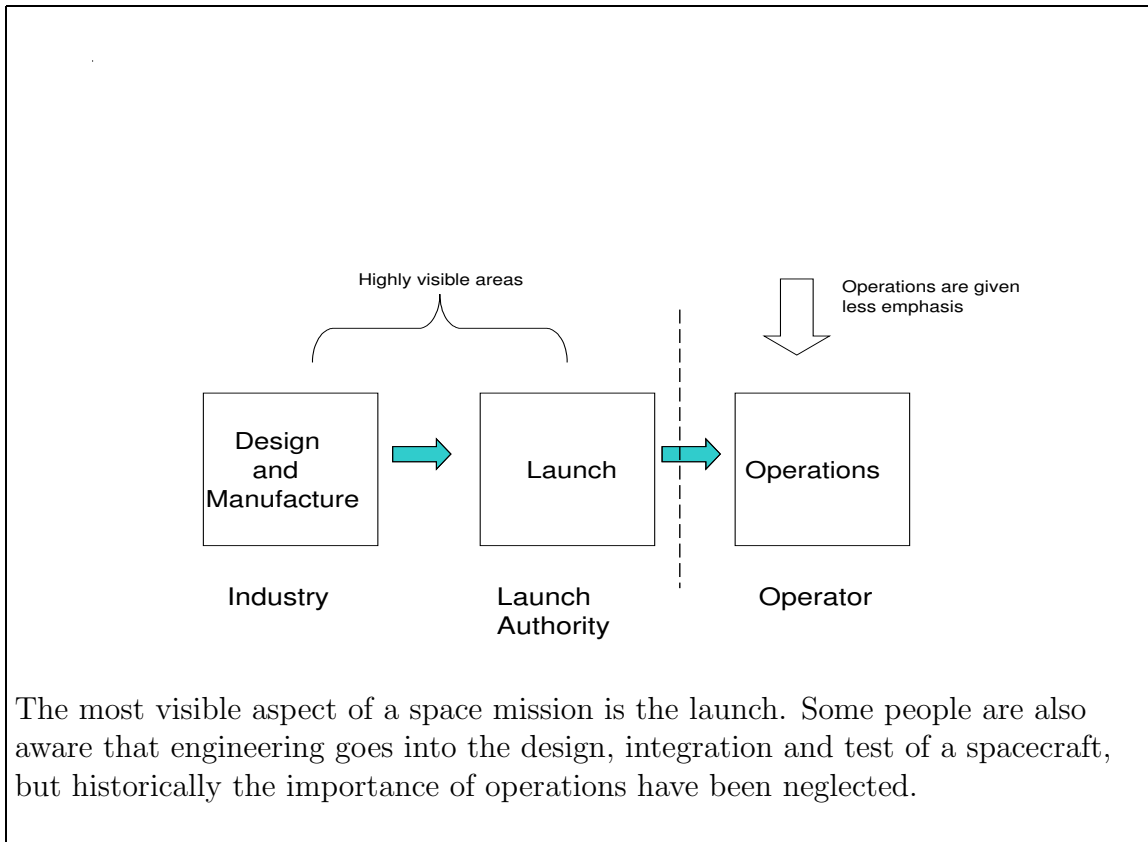 Highly visible areas
Operations are given
less emphasis
Design
and
Manufacture
Launch
Operations
Industry
Launch
Authority
Operator
The most visible aspect of a space mission is the launch. Some people are also
aware that engineering goes into the design, integration and test of a spacecraft,
but historically the importance of operations have been neglected.